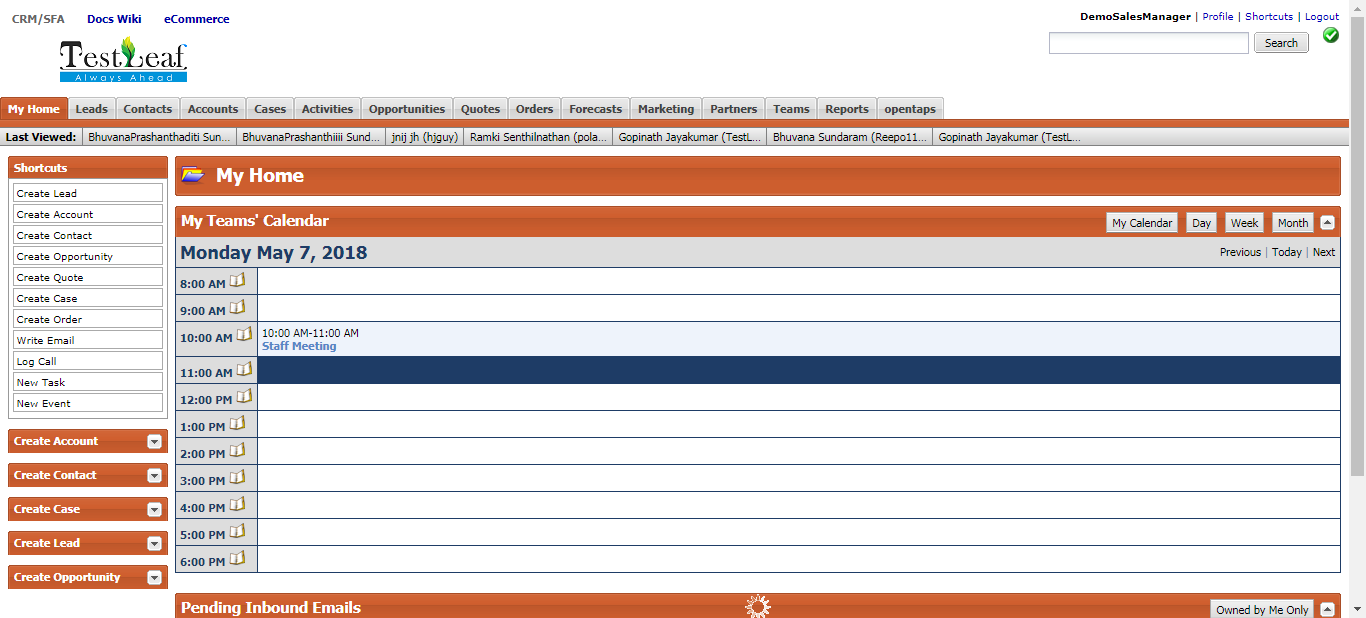 CRM/SFA Docs Wiki eCommerce
DemoSalesManager | Profile | Shortcuts | Logout
TestLeaf
Always Ahead
Search
My Home Leads Contacts Accounts Cases Activities Opportunities Quotes Orders Forecasts Marketing Partners Teams Reports opentaps
Last Viewed: BhuvanaPrashanthaditi Sun... BhuvanaPrashanthiiii Sund... jnij jh (hjguy) Ramki Senthilnathan (pola... Gopinath Jayakumar (TestL... Bhuvana Sundaram (Reepo11... Gopinath Jayakumar (TestL...
Shortcuts
Create Lead
Create Account
Create Contact
Create Opportunity
Create Quote
Create Case
Create Order
Write Email
Log Call
New Task
New Event
Create Account
Create Contact
Create Case
Create Lead
Create Opportunity
My Home
My Teams' Calendar
My Calendar Day Week Month
Monday May 7, 2018
Previous | Today | Next
8:00 AM
9:00 AM
10:00 AM 10:00 AM-11:00 AM
Staff Meeting
11:00 AM
12:00 PM
1:00 PM
2:00 PM
3:00 PM
4:00 PM
5:00 PM
6:00 PM
Pending Inbound Emails
Owned by Me Only